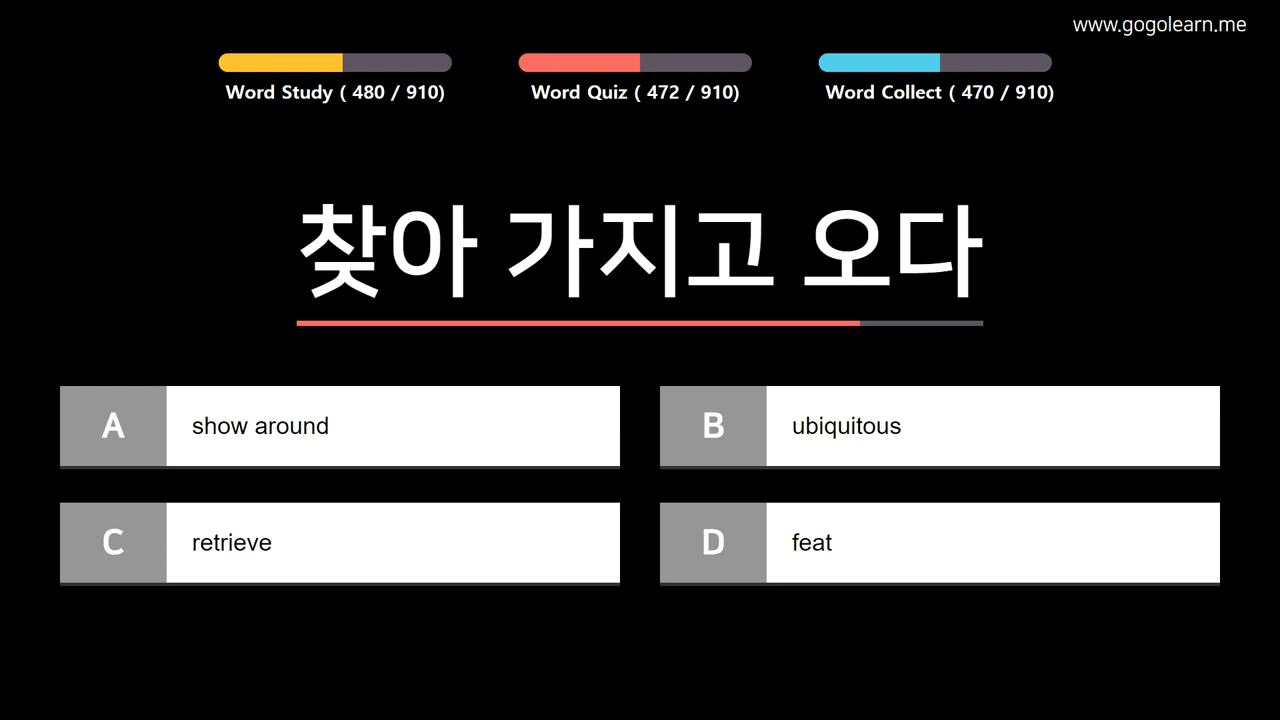 www.gogolearn.me
Word Study ( 480 / 910)
Word Quiz ( 472 / 910)
Word Collect ( 470 / 910)
찾아 가지고 오다
A show around
B ubiquitous
C retrieve
D feat